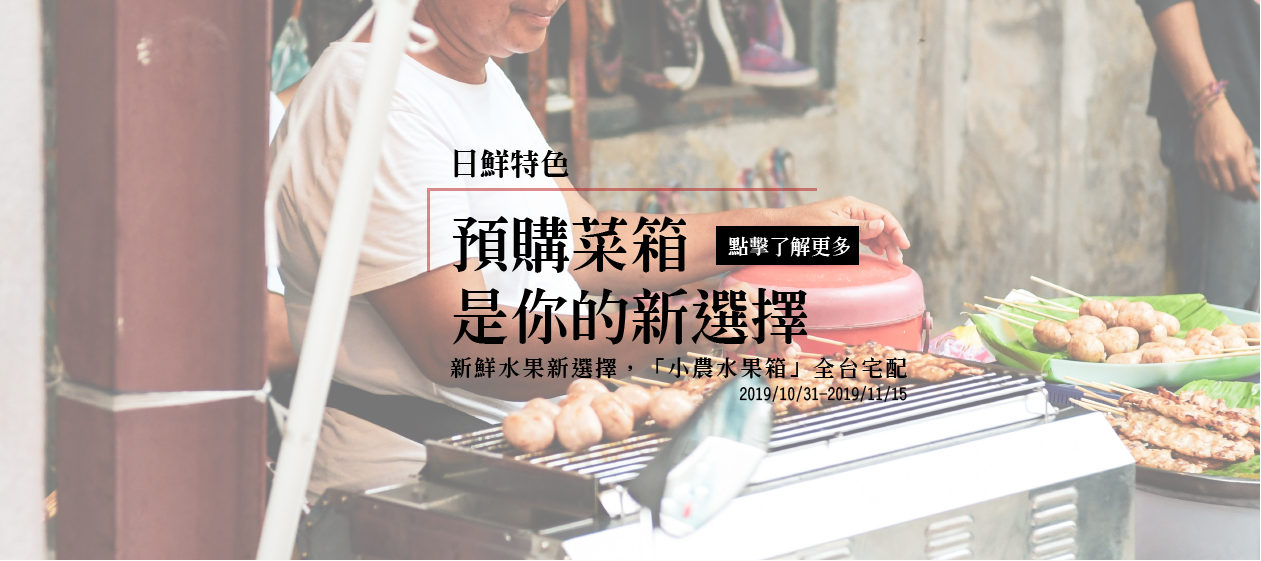 日鮮特色
預購菜箱
點擊了解更多
是你的新選擇
新鮮水果新選擇，「小農水果箱」全台宅配
2019/10/31-2019/11/15